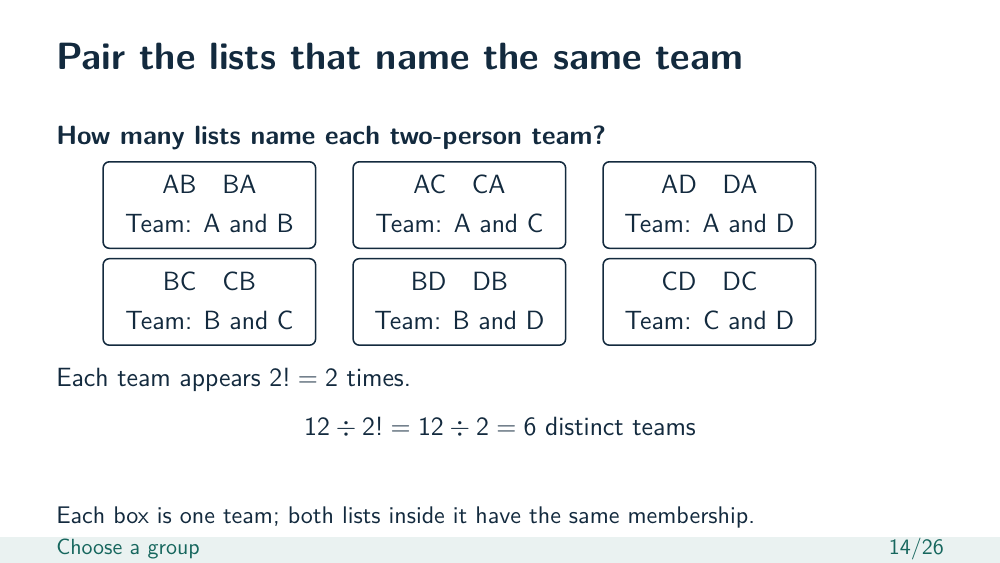 Pair the lists that name the same team
How many lists name each two-person team?
AB BA
Team: A and B
AC CA
Team: A and C
AD DA
Team: A and D
BC CB
Team: B and C
BD DB
Team: B and D
CD DC
Team: C and D
Each team appears 2! = 2 times.
12 ÷ 2! = 12 ÷ 2 = 6 distinct teams
Each box is one team; both lists inside it have the same membership.
Choose a group
14/26